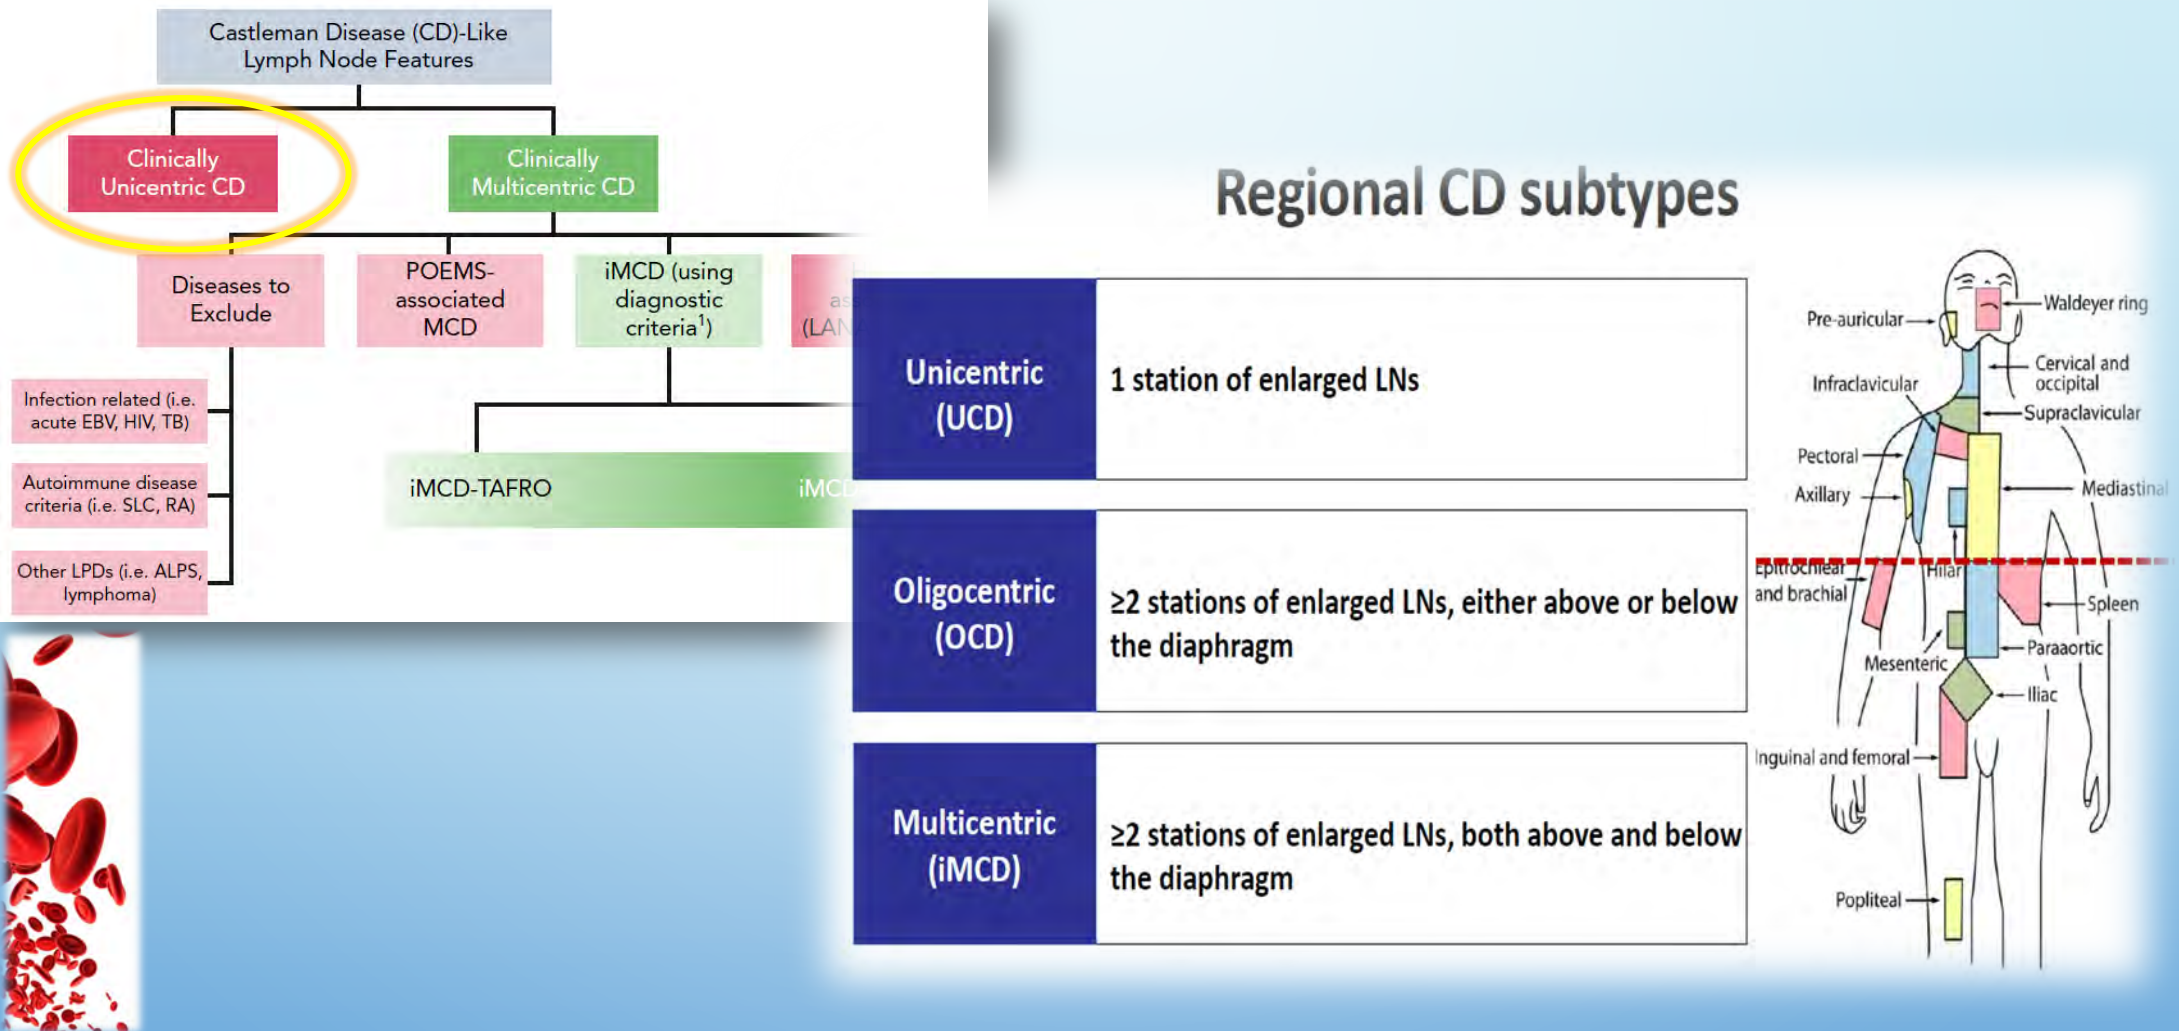 Castleman Disease (CD)-Like
Lymph Node Features
Clinically
Unicentric CD
Clinically
Multicentric CD
Diseases to
Exclude
POEMS-
associated
MCD
iMCD (using
diagnostic
criteria¹)
Infection related (i.e.
acute EBV, HIV, TB)
Autoimmune disease
criteria (i.e. SLC, RA)
Other LPDs (i.e. ALPS,
lymphoma)
iMCD-TAFRO
Regional CD subtypes
Unicentric
(UCD)
1 station of enlarged LNs
Oligocentric
(OCD)
≥2 stations of enlarged LNs, either above or below
the diaphragm
Multicentric
(iMCD)
≥2 stations of enlarged LNs, both above and below
the diaphragm
Waldeyer ring
Pre-auricular
Cervical and
occipital
Infraclavicular
Supraclavicular
Pectoral
Axillary
Mediastinal
Epitrochlear
and brachial
Hilar
Spleen
Paraaortic
Mesenteric
Iliac
Inguinal and femoral
Popliteal